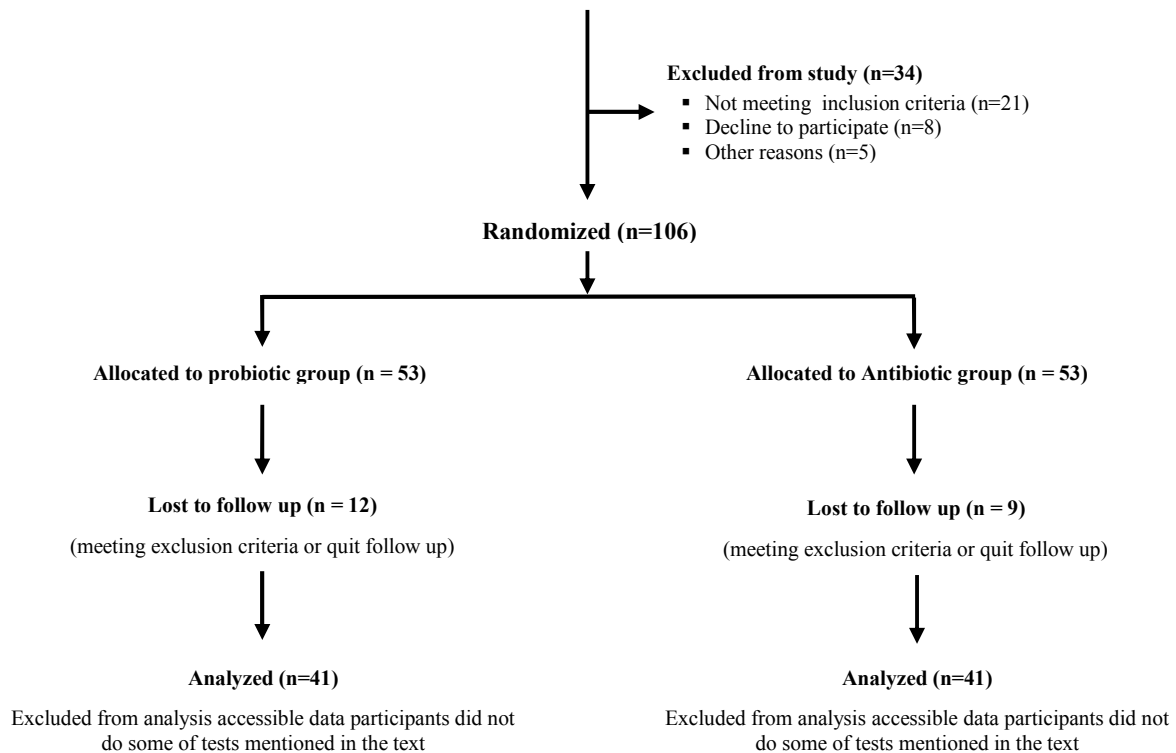 Excluded from study (n=34)
▪ Not meeting inclusion criteria (n=21)
▪ Decline to participate (n=8)
▪ Other reasons (n=5)
Randomized (n=106)
Allocated to probiotic group (n = 53)
Allocated to Antibiotic group (n = 53)
Lost to follow up (n = 12)
(meeting exclusion criteria or quit follow up)
Lost to follow up (n = 9)
(meeting exclusion criteria or quit follow up)
Analyzed (n=41)
Excluded from analysis accessible data participants did not
do some of tests mentioned in the text
Analyzed (n=41)
Excluded from analysis accessible data participants did not
do some of tests mentioned in the text